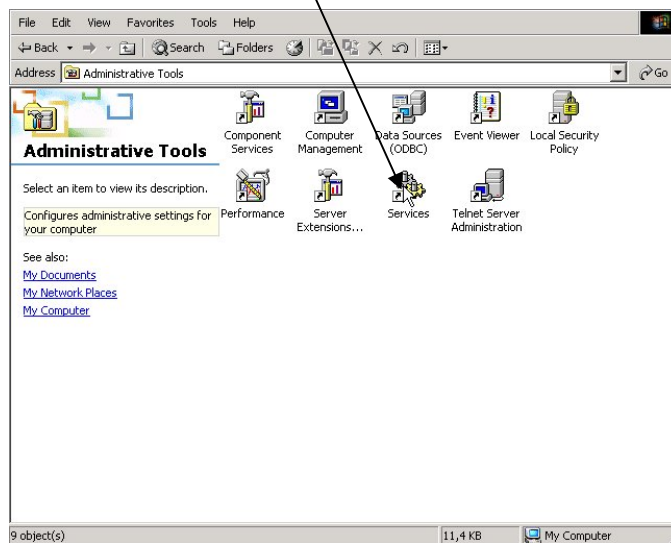 File Edit View Favorites Tools Help
Back Search Folders
Address Administrative Tools Go
Administrative Tools
Select an item to view its description.
Configures administrative settings for
your computer
See also:
My Documents
My Network Places
My Computer
Component
Services
Computer
Management
Data Sources
(ODBC)
Event Viewer
Local Security
Policy
Performance
Server
Extensions...
Services
Telnet Server
Administration
9 object(s) 11,4 KB My Computer